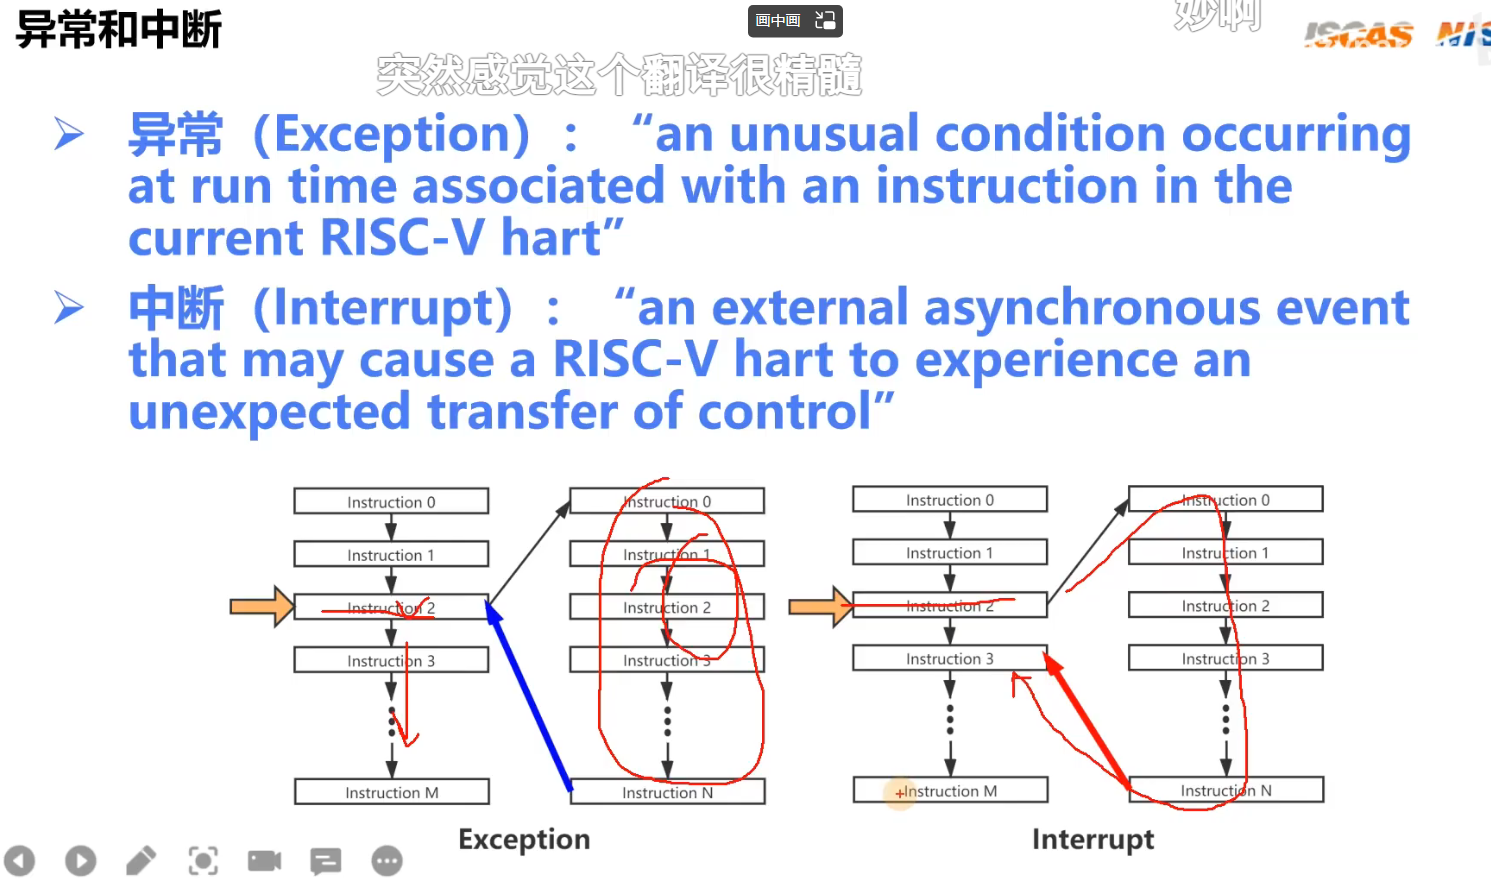 异常和中断
画中画
妙啊
ISCAS
突然感觉这个翻译很精髓
异常（Exception）：“an unusual condition occurring
at run time associated with an instruction in the
current RISC-V hart”
中断（Interrupt）：“an external asynchronous event
that may cause a RISC-V hart to experience an
unexpected transfer of control”
Instruction 0
Instruction 1
Instruction 2
Instruction 3
Instruction M
Instruction 0
Instruction 1
Instruction 2
Instruction 3
Instruction N
Exception
Instruction 0
Instruction 1
Instruction 2
Instruction 3
Instruction M
Instruction 0
Instruction 1
Instruction 2
Instruction 3
Instruction N
Interrupt